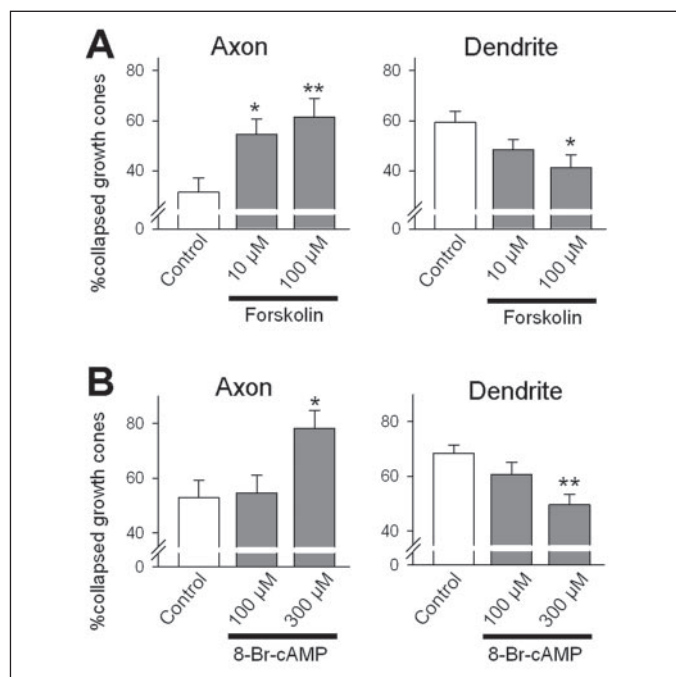 A
Axon
Dendrite
%collapsed growth cones
80
60
40
0
*
**
Control
10 µM
100 µM
Forskolin
80
60
40
0
*
Control
10 µM
100 µM
Forskolin
B
Axon
Dendrite
%collapsed growth cones
80
60
40
0
*
Control
100 µM
300 µM
8-Br-cAMP
80
60
40
0
**
Control
100 µM
300 µM
8-Br-cAMP